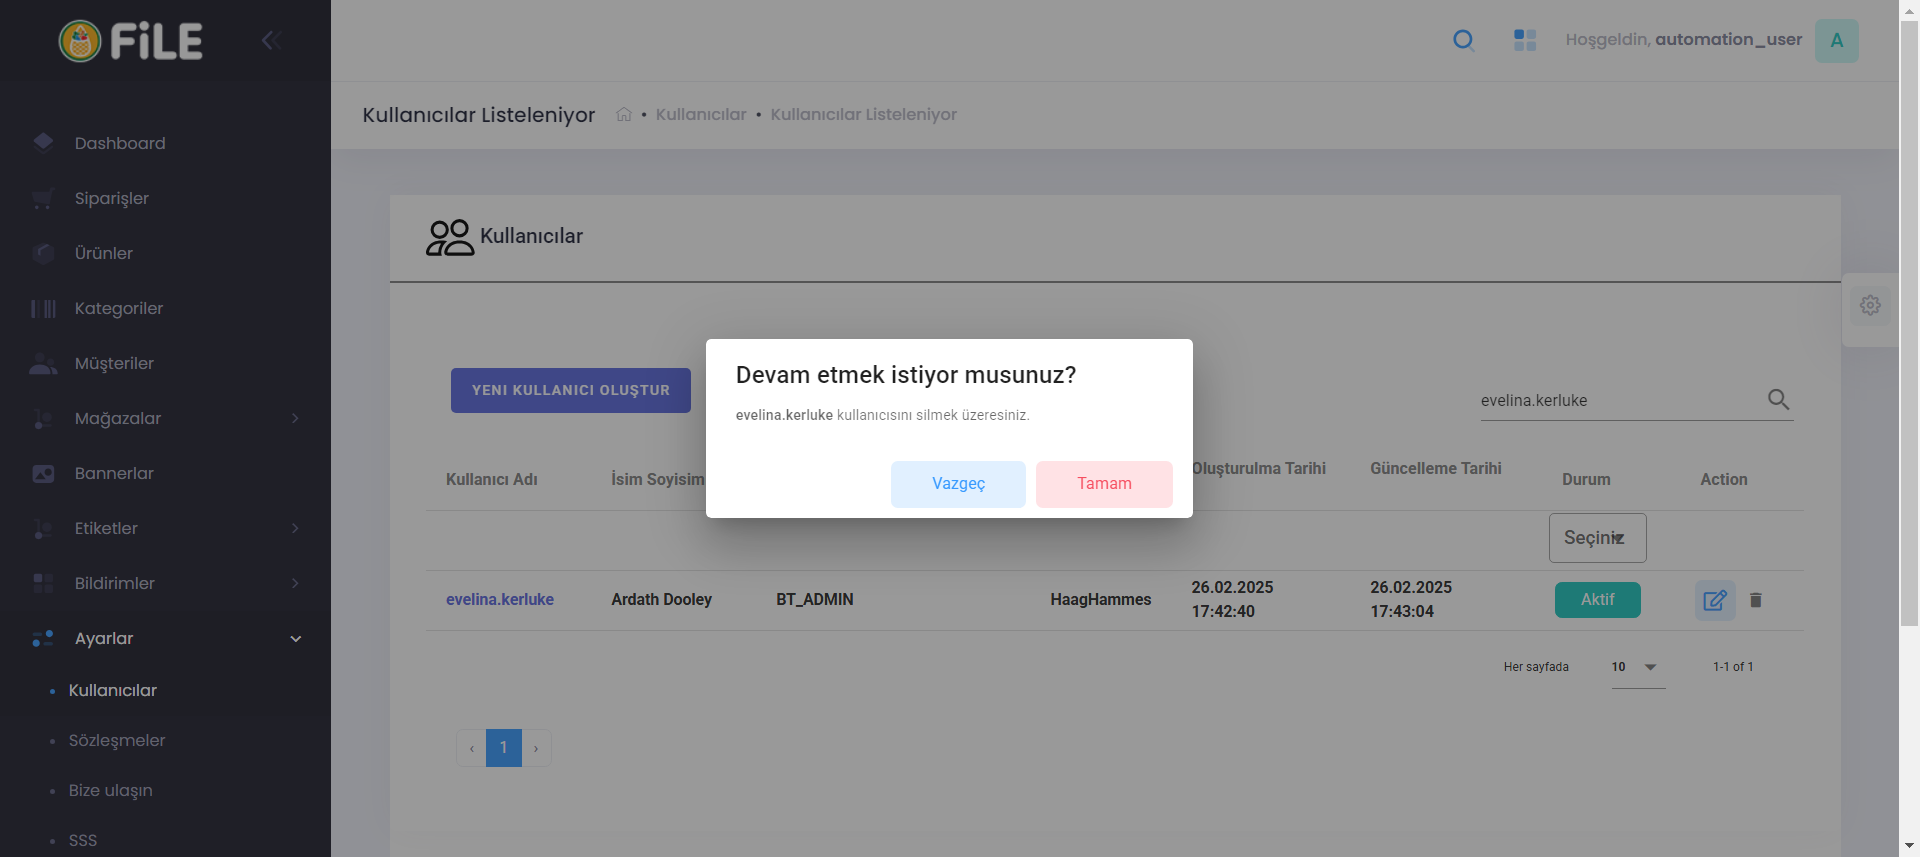 FiLE
Hoşgeldin, automation_user
A
Kullanıcılar Listeleniyor
Kullanıcılar • Kullanıcılar Listeleniyor
Dashboard
Siparişler
Ürünler
Kategoriler
Müşteriler
Mağazalar
Bannerlar
Etiketler
Bildirimler
Ayarlar
Kullanıcılar
Sözleşmeler
Bize ulaşın
SSS
Kullanıcılar
YENİ KULLANICI OLUŞTUR
evelina.kerluke
Devam etmek istiyor musunuz?
evelina.kerluke kullanıcısını silmek üzeresiniz.
Vazgeç
Tamam
Kullanıcı Adı
İsim Soyisim
Oluşturulma Tarihi
Güncelleme Tarihi
Durum
Action
Seçiniz
evelina.kerluke
Ardath Dooley
BT_ADMIN
HaagHammes
26.02.2025
17:42:40
26.02.2025
17:43:04
Aktif
Her sayfada
10
1-1 of 1
‹ 1 ›